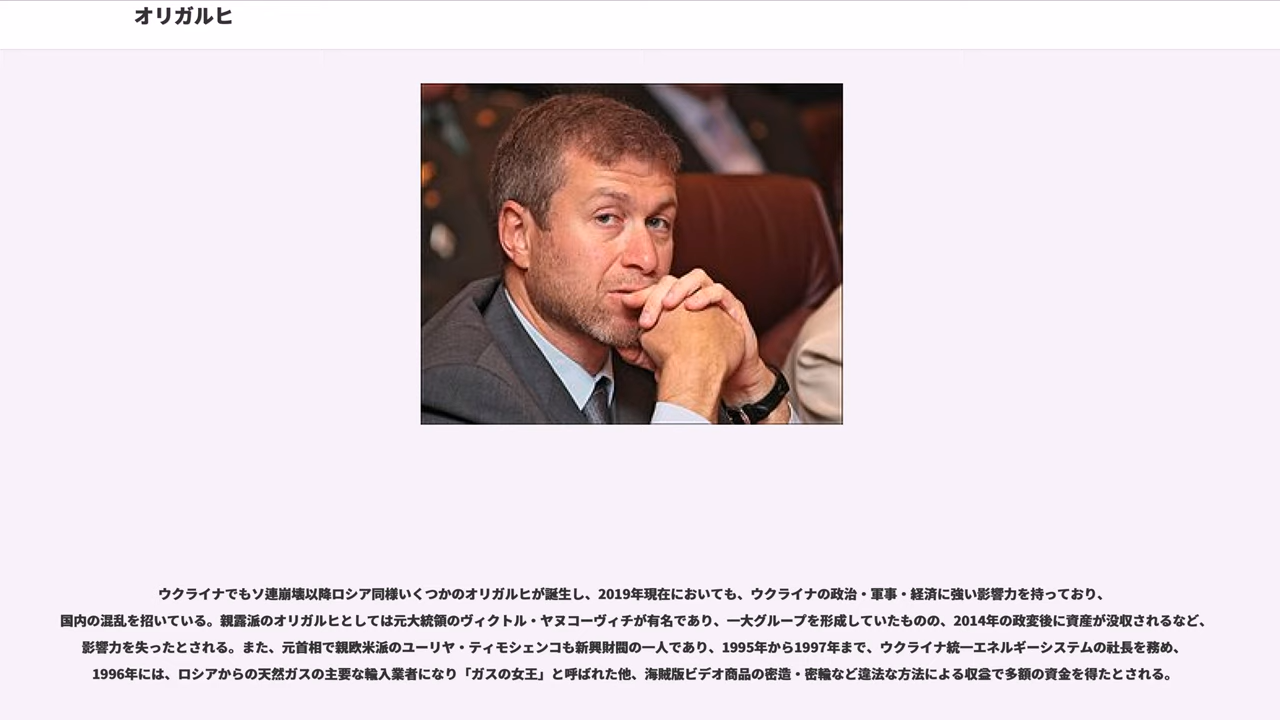 オリガルヒ
ウクライナでもソ連崩壊以降ロシア同様いくつかのオリガルヒが誕生し、2019年現在においても、ウクライナの政治・軍事・経済に強い影響力を持っており、
国内の混乱を招いている。親露派のオリガルヒとしては元大統領のヴィクトル・ヤヌコーヴィチが有名であり、一大グループを形成していたものの、2014年の政変後に資産が没収されるなど、
影響力を失ったとされる。また、元首相で親欧米派のユーリヤ・ティモシェンコも新興財閥の一人であり、1995年から1997年まで、ウクライナ統一エネルギーシステムの社長を務め、
1996年には、ロシアからの天然ガスの主要な輸入業者になり「ガスの女王」と呼ばれた他、海賊版ビデオ商品の密造・密輸など違法な方法による収益で多額の資金を得たとされる。